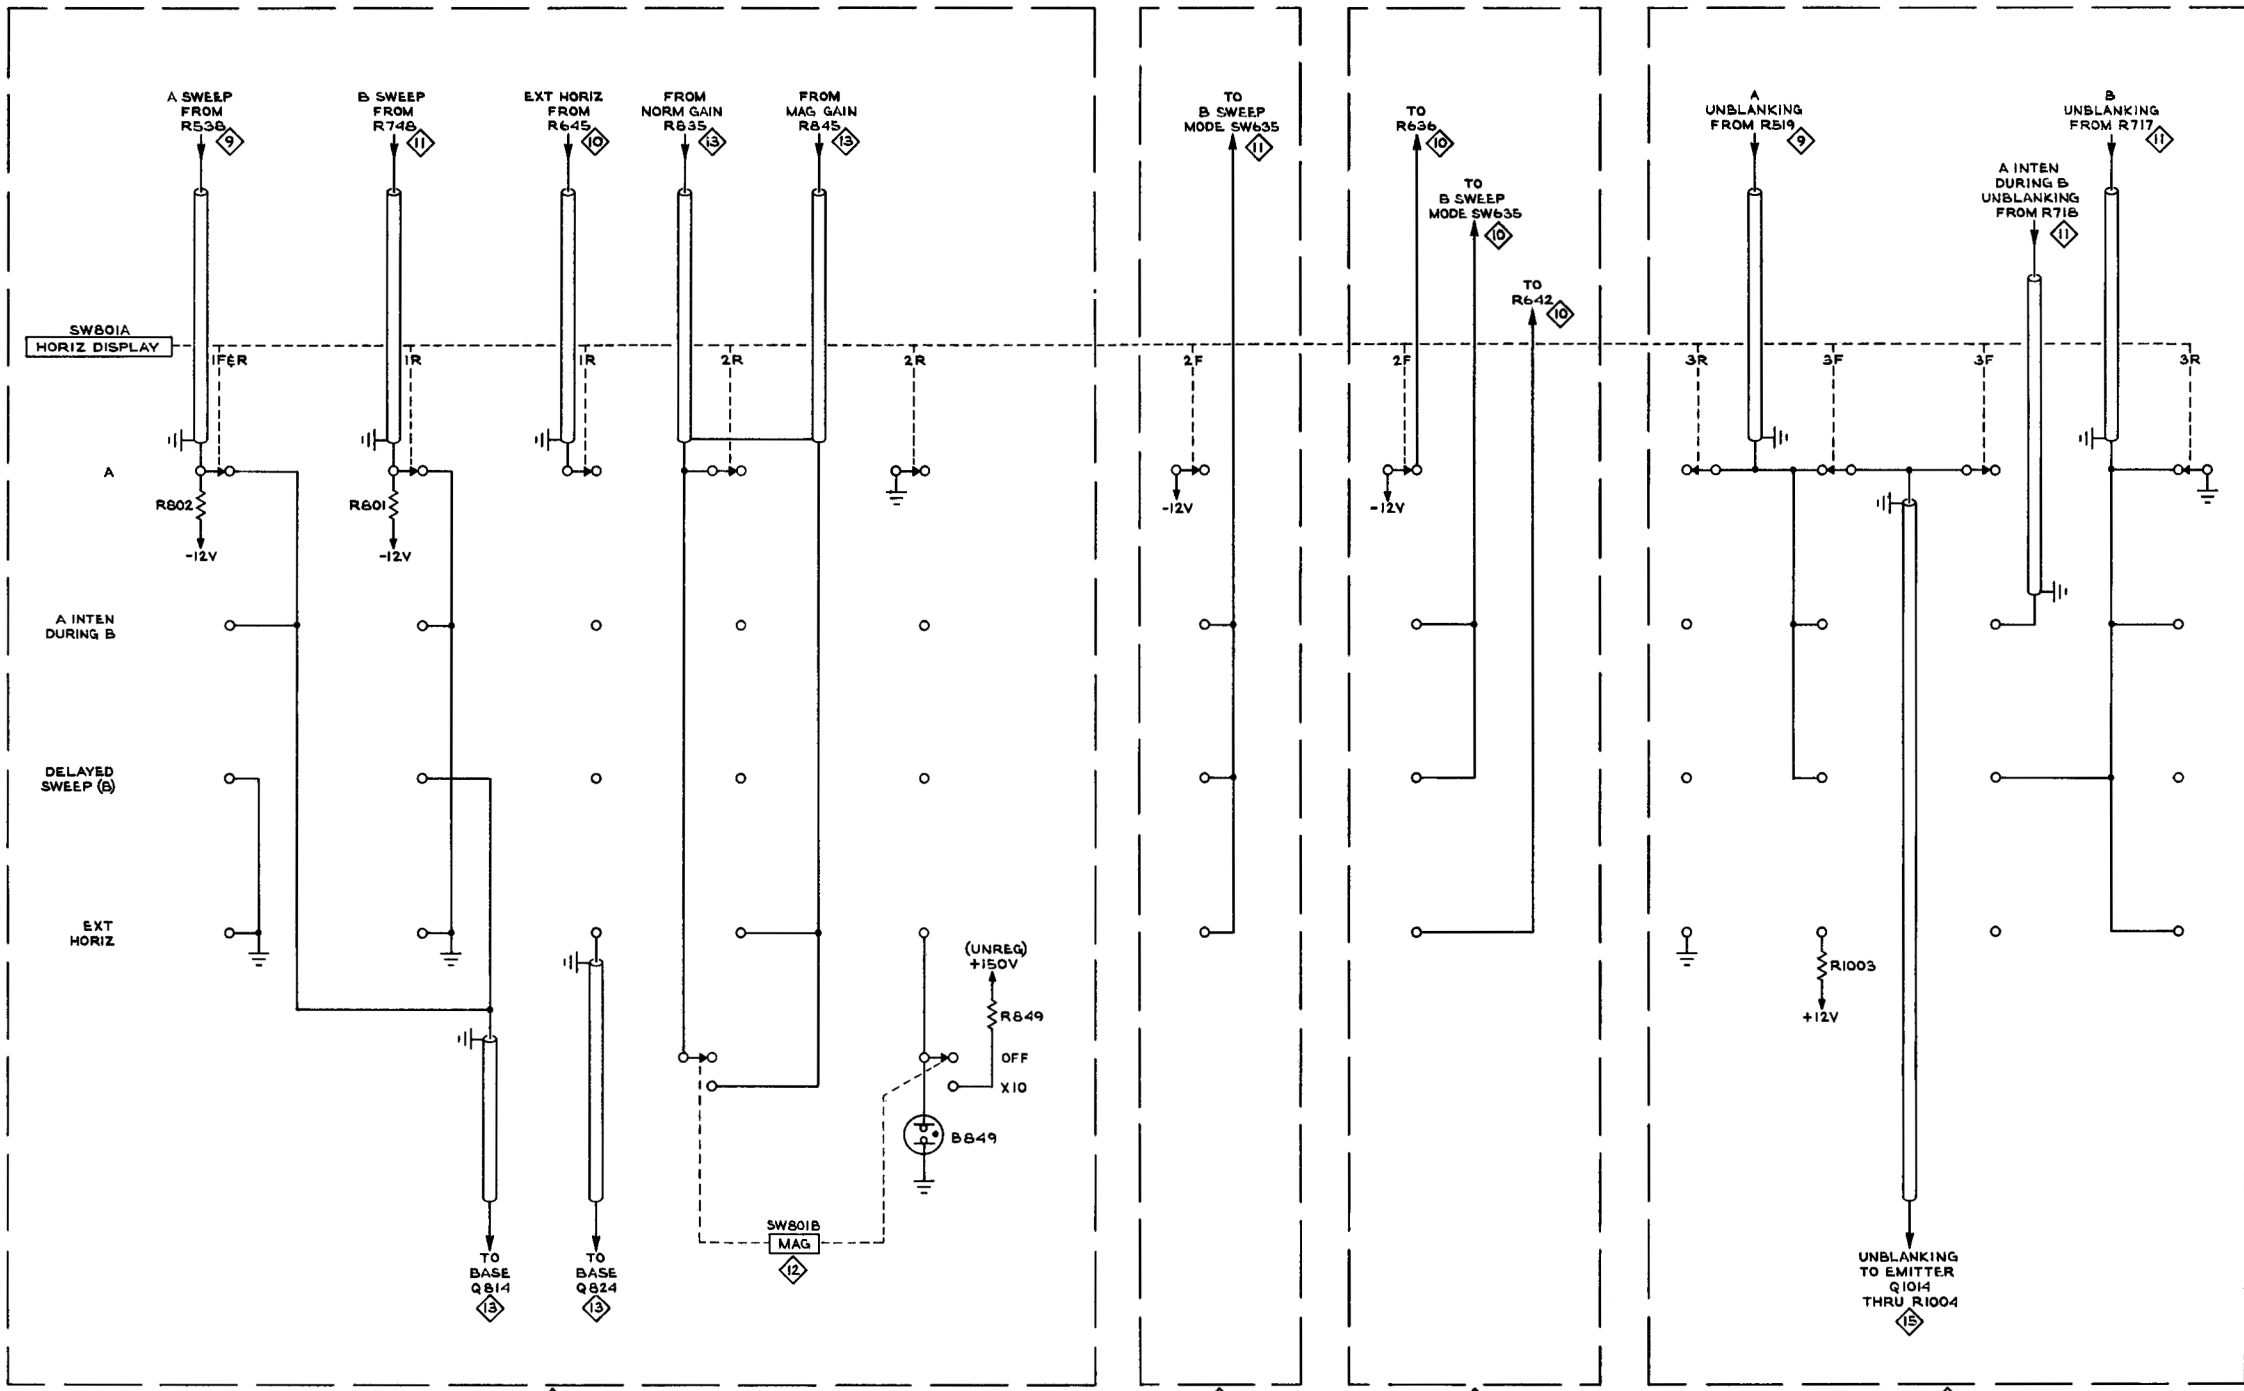 A SWEEP
FROM
R538
9
B SWEEP
FROM
R748
11
EXT HORIZ
FROM
R645
10
FROM
NORM GAIN
R835
13
FROM
MAG GAIN
R845
13
TO
B SWEEP
MODE SW635
11
TO
R636
10
TO
B SWEEP
MODE SW635
10
TO
R642
10
A
UNBLANKING
FROM R519
9
A INTEN
DURING B
UNBLANKING
FROM R718
11
B
UNBLANKING
FROM R717
11
SW801A
HORIZ DISPLAY
1F&R
1R
1R
2R
2R
2F
2F
3R
3F
3F
3R
A
R802
-12V
R801
-12V
-12V
-12V
A INTEN
DURING B
DELAYED
SWEEP (B)
EXT
HORIZ
(UNREG)
+150V
R849
OFF
X10
B849
R1003
+12V
SW801B
MAG
12
TO
BASE
Q814
13
TO
BASE
Q824
13
UNBLANKING
TO EMITTER
Q1014
THRU R1004
15